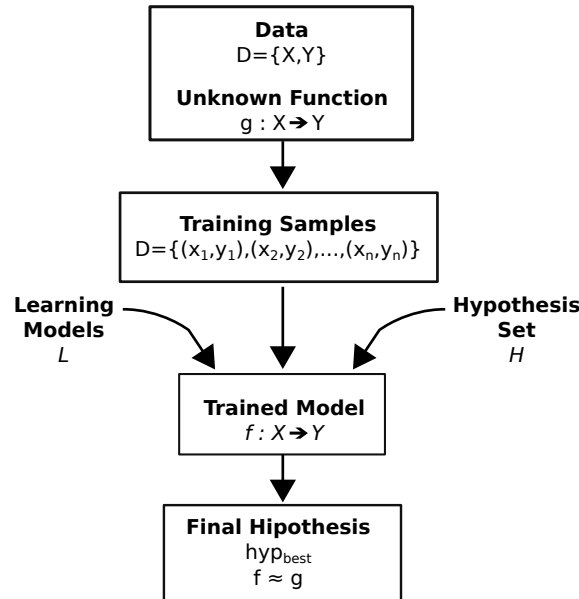 Data
D={X,Y}
Unknown Function
g : X➔Y
Training Samples
D={(x₁,y₁),(x₂,y₂),...,(xₙ,yₙ)}
Learning
Models
L
Hypothesis
Set
H
Trained Model
f : X➔Y
Final Hipothesis
hyp_best
f ≈ g